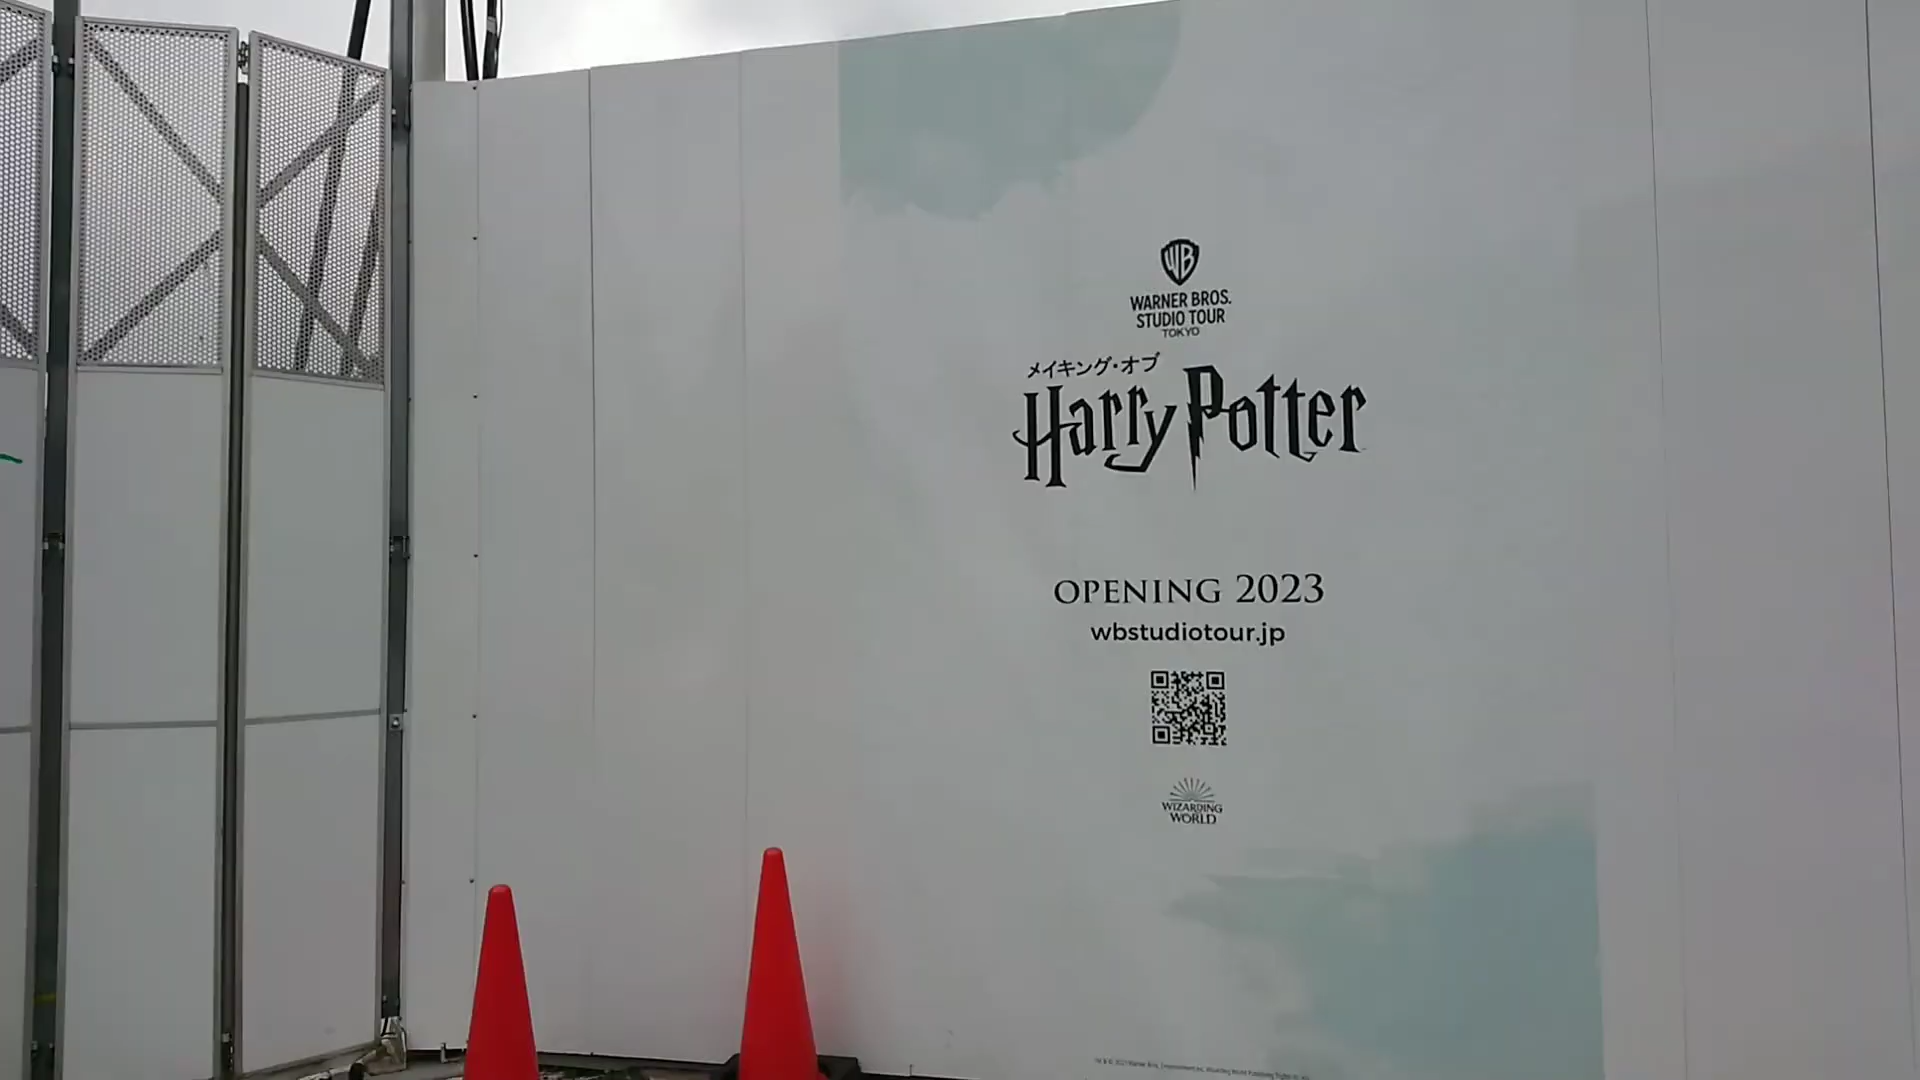 WB
WARNER BROS.
STUDIO TOUR
TOKYO
メイキング・オブ
Harry Potter
OPENING 2023
wbstudiotour.jp
WIZARDING
WORLD